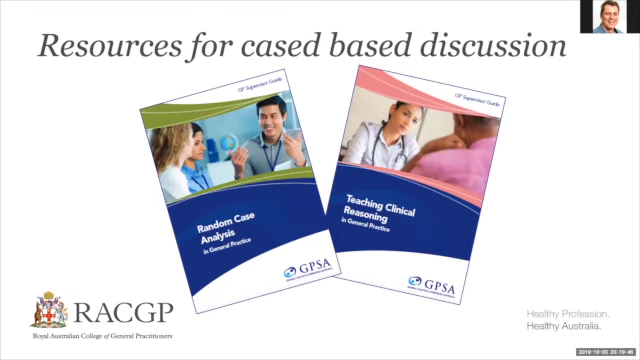 Resources for cased based discussion
GP Supervisor Guide
Random Case
Analysis
in General Practice
GPSA
GP Supervisor Guide
Teaching Clinical
Reasoning
in General Practice
GPSA
RACGP
Royal Australian College of General Practitioners
Healthy Profession.
Healthy Australia.
2019-10-03 20:19:46